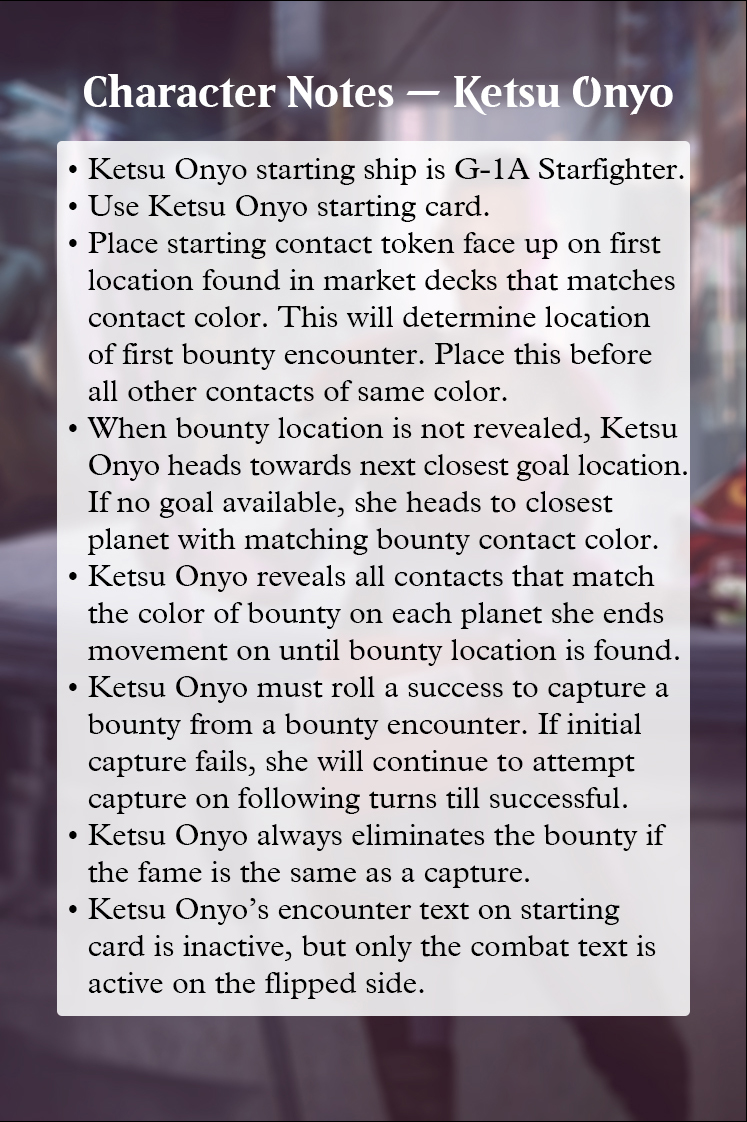 Character Notes — Ketsu Onyo
• Ketsu Onyo starting ship is G-1A Starfighter.
• Use Ketsu Onyo starting card.
• Place starting contact token face up on first
location found in market decks that matches
contact color. This will determine location
of first bounty encounter. Place this before
all other contacts of same color.
• When bounty location is not revealed, Ketsu
Onyo heads towards next closest goal location.
If no goal available, she heads to closest
planet with matching bounty contact color.
• Ketsu Onyo reveals all contacts that match
the color of bounty on each planet she ends
movement on until bounty location is found.
• Ketsu Onyo must roll a success to capture a
bounty from a bounty encounter. If initial
capture fails, she will continue to attempt
capture on following turns till successful.
• Ketsu Onyo always eliminates the bounty if
the fame is the same as a capture.
• Ketsu Onyo’s encounter text on starting
card is inactive, but only the combat text is
active on the flipped side.